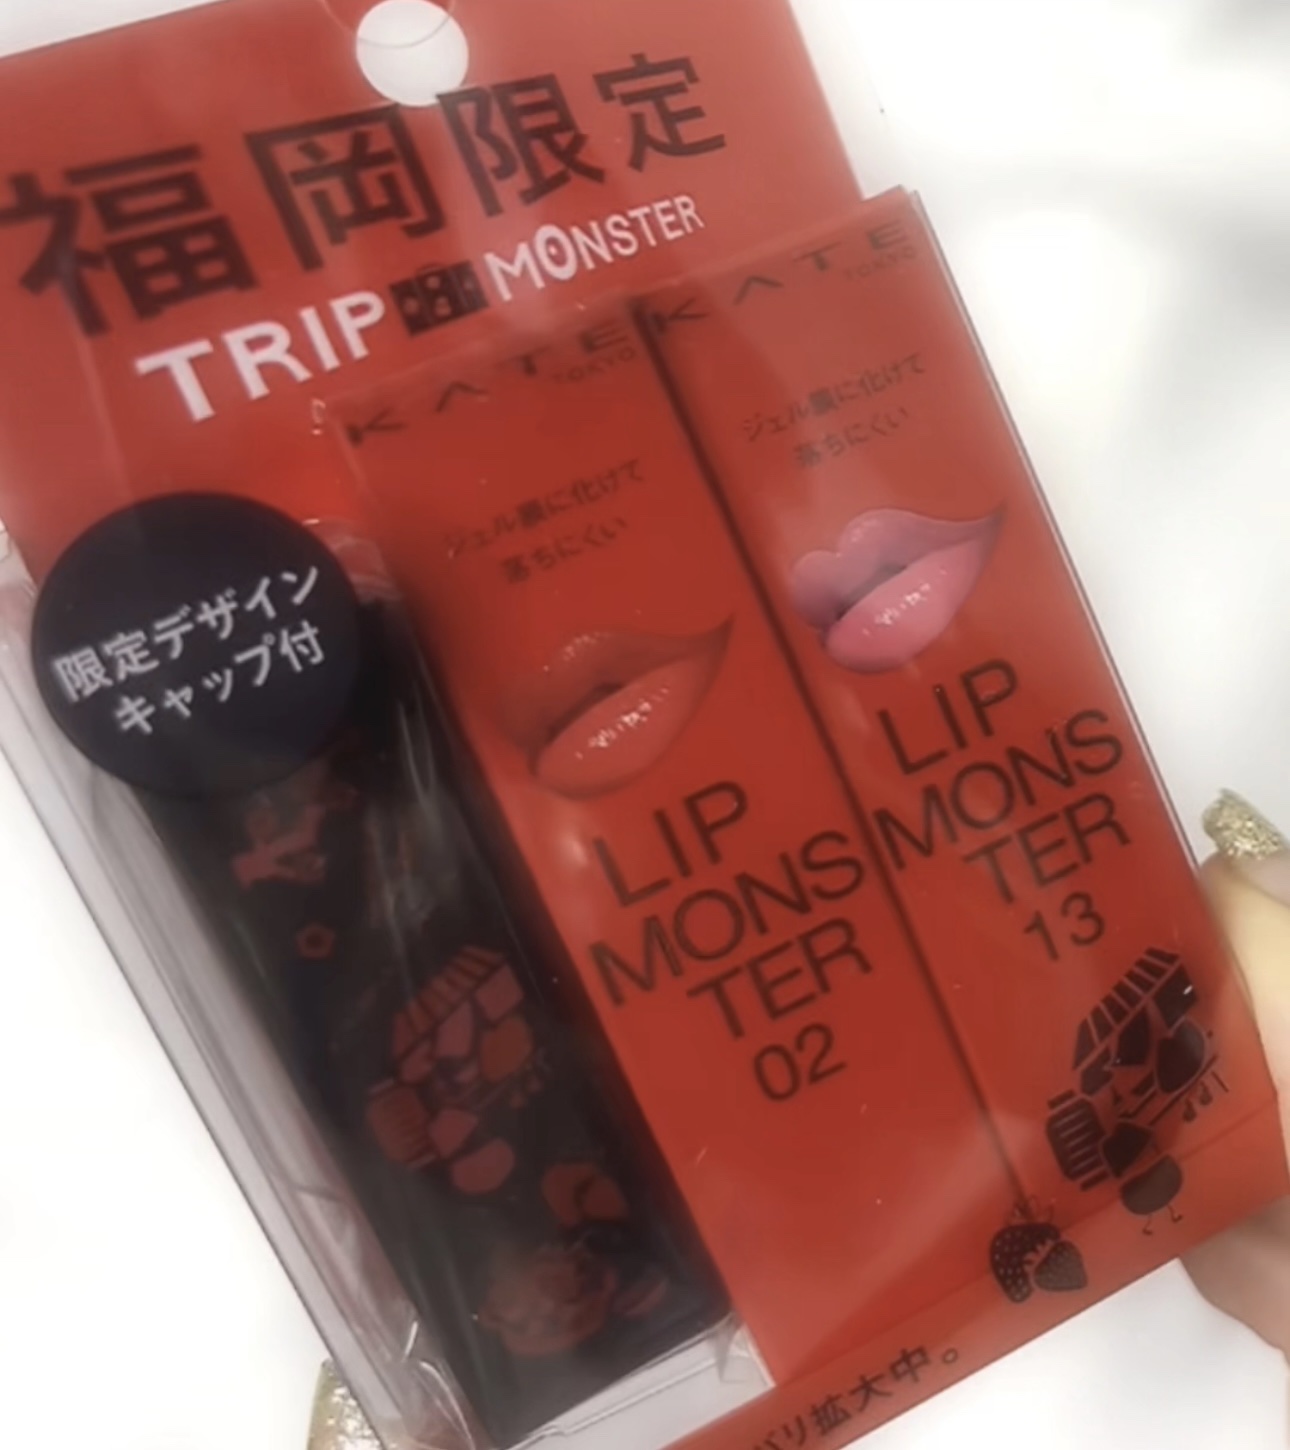 福岡限定
TRIP MONSTER
KATE
TOKYO
ジェル膜に化けて
落ちにくい
LIP
MONS
TER
02
KATE
TOKYO
ジェル膜に化けて
落ちにくい
LIP
MONS
TER
13
限定デザイン
キャップ付
バリ拡大中。